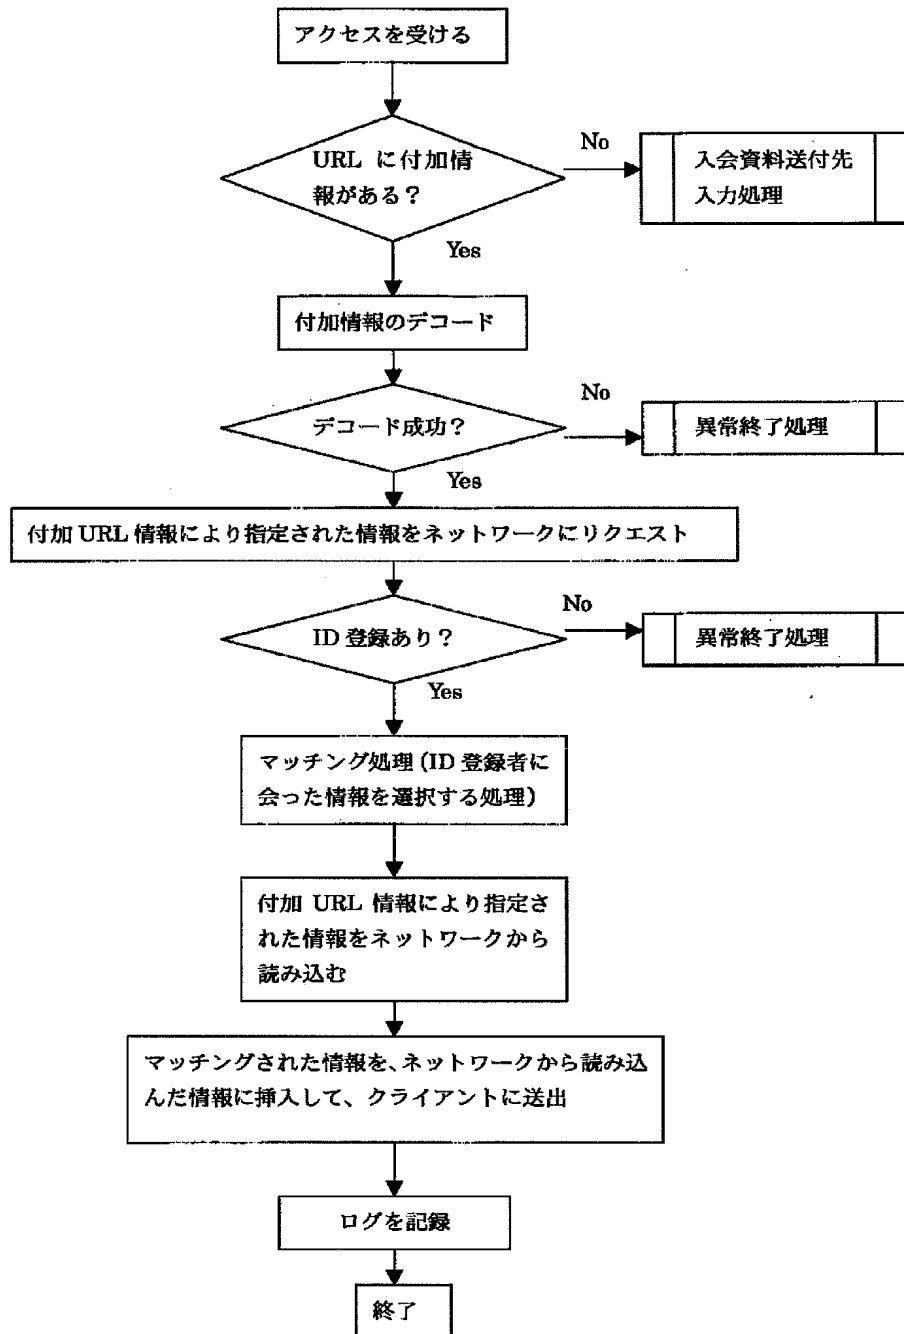 アクセスを受ける
URL に付加情
報がある？
No
入会資料送付先
入力処理
Yes
付加情報のデコード
デコード成功？
No
異常終了処理
Yes
付加 URL 情報により指定された情報をネットワークにリクエスト
ID 登録あり？
No
異常終了処理
Yes
マッチング処理（ID 登録者に
会った情報を選択する処理）
付加 URL 情報により指定さ
れた情報をネットワークから
読み込む
マッチングされた情報を、ネットワークから読み込
んだ情報に挿入して、クライアントに送出
ログを記録
終了